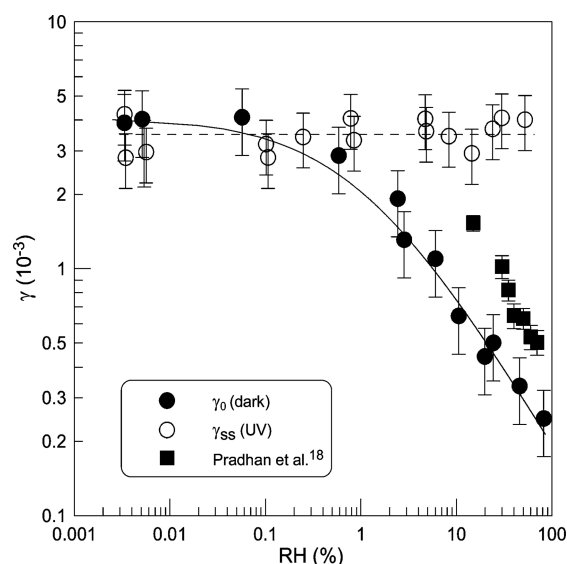 γ (10⁻³)
5
4
3
2
1
0.5
0.4
0.3
0.2
0.1
γ₀ (dark)
γss (UV)
Pradhan et al.¹⁸
0.001 0.01 0.1 1 10 100
RH (%)